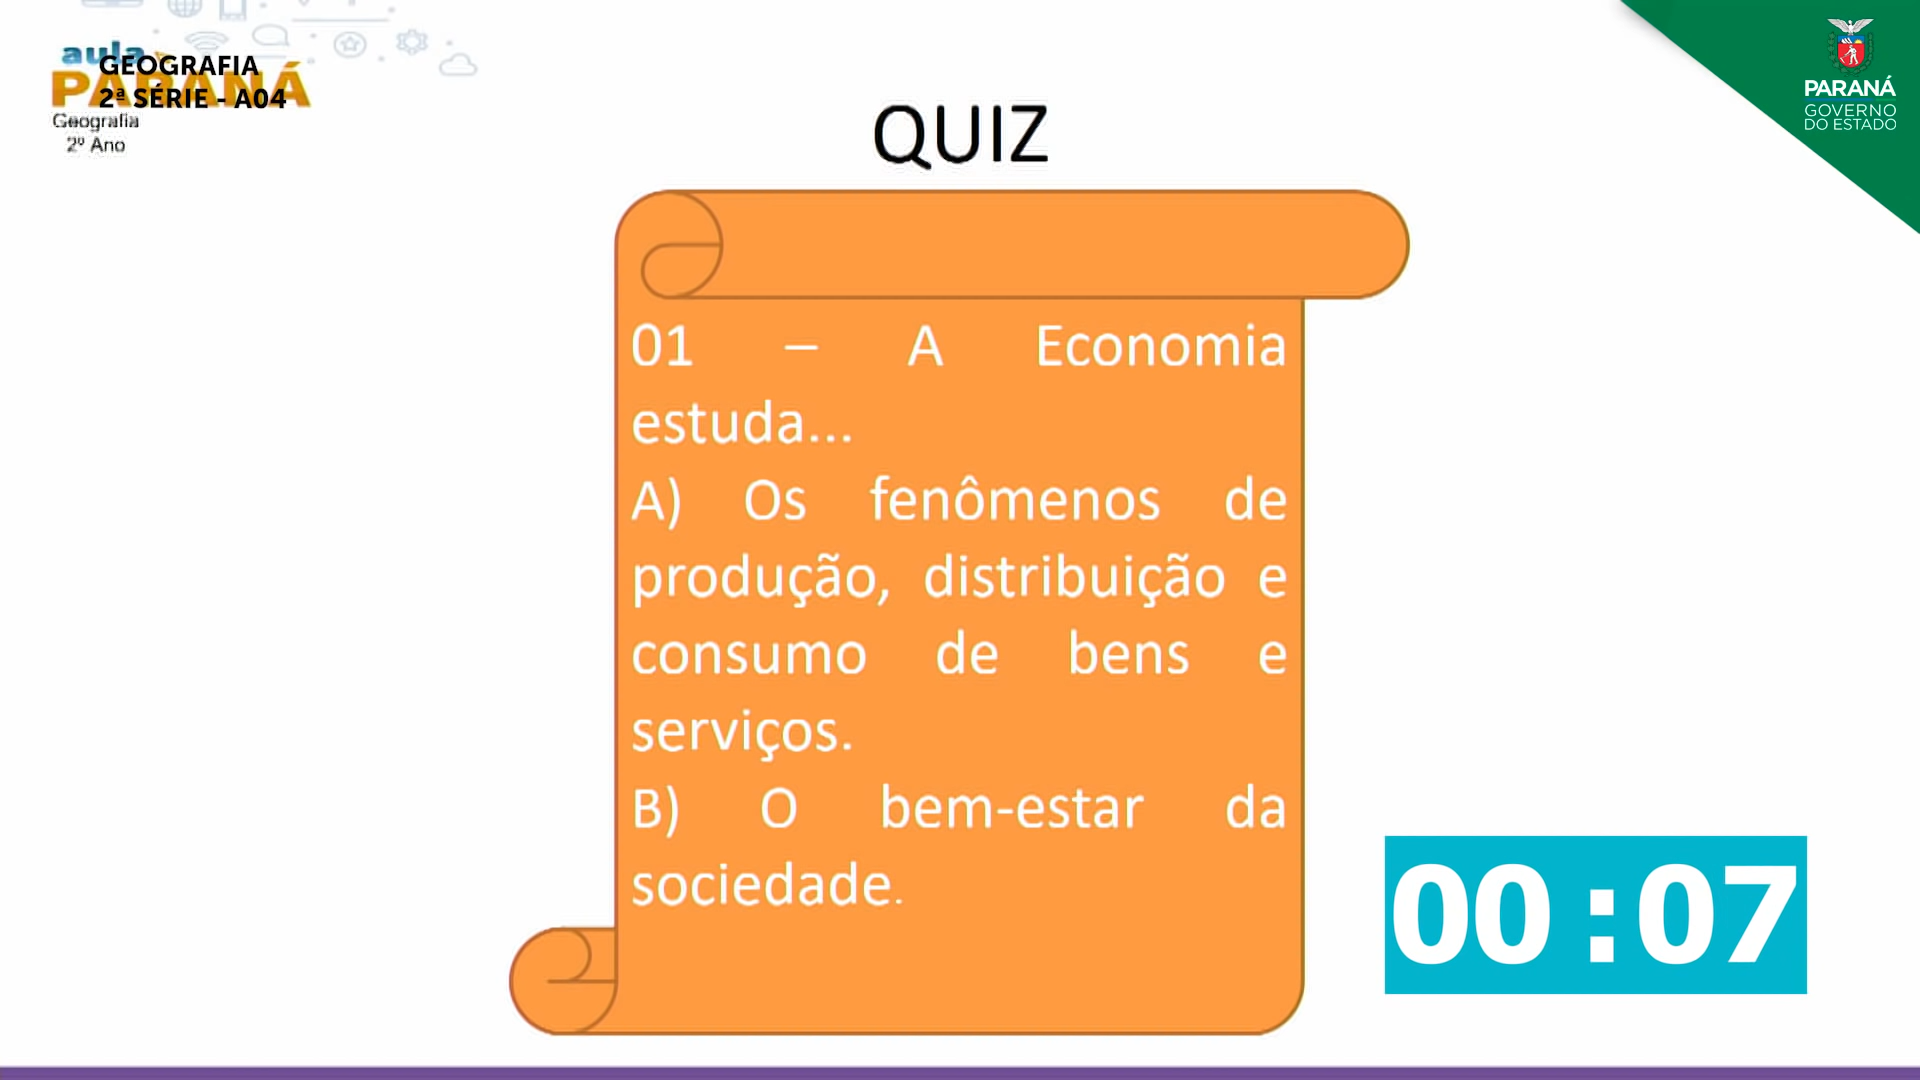 aula
PARANÁ
GEOGRAFIA
2ª SÉRIE - A04
Geografia
2º Ano
PARANÁ
GOVERNO
DO ESTADO
QUIZ
01 – A Economia
estuda...
A) Os fenômenos de
produção, distribuição e
consumo de bens e
serviços.
B) O bem-estar da
sociedade.
00:07